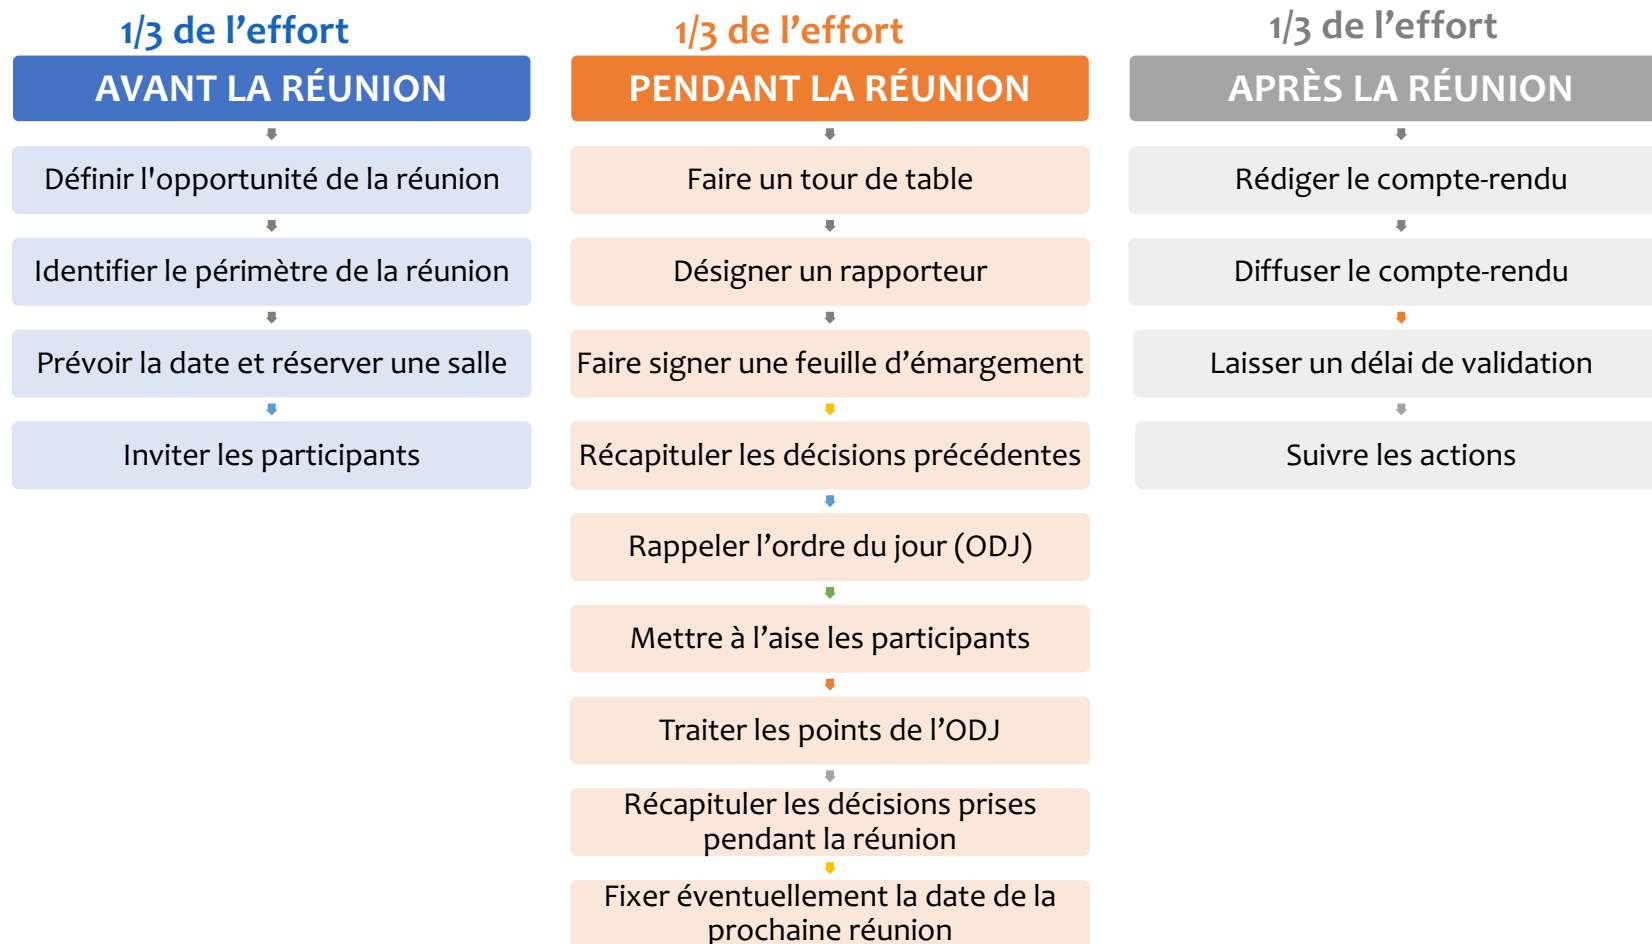 1/3 de l’effort
AVANT LA RÉUNION
Définir l'opportunité de la réunion
Identifier le périmètre de la réunion
Prévoir la date et réserver une salle
Inviter les participants
1/3 de l’effort
PENDANT LA RÉUNION
Faire un tour de table
Désigner un rapporteur
Faire signer une feuille d’émargement
Récapituler les décisions précédentes
Rappeler l’ordre du jour (ODJ)
Mettre à l’aise les participants
Traiter les points de l’ODJ
Récapituler les décisions prises
pendant la réunion
Fixer éventuellement la date de la
prochaine réunion
1/3 de l’effort
APRÈS LA RÉUNION
Rédiger le compte-rendu
Diffuser le compte-rendu
Laisser un délai de validation
Suivre les actions